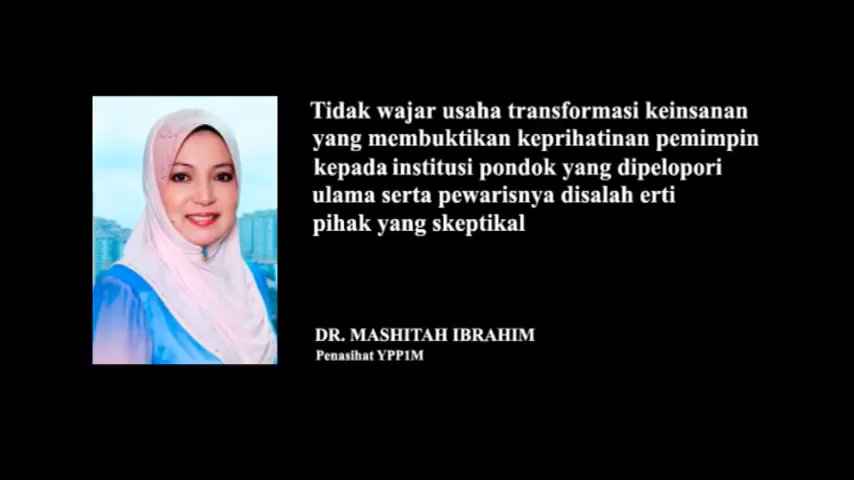 Tidak wajar usaha transformasi keinsanan
yang membuktikan keprihatinan pemimpin
kepada institusi pondok yang dipelopori
ulama serta pewarisnya disalah erti
pihak yang skeptikal
DR. MASHITAH IBRAHIM
Penasihat YPP1M